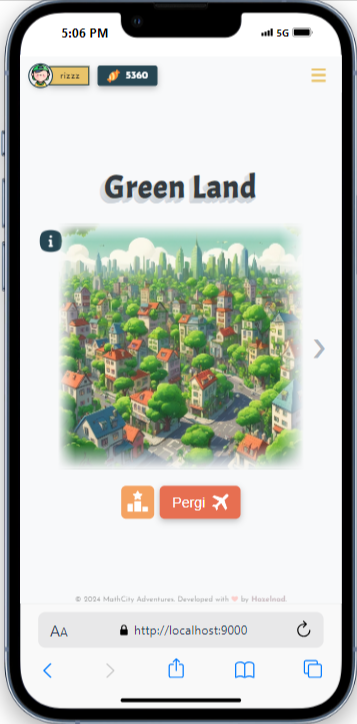 5:06 PM
5G
rizzz
5360
Green Land
i
Pergi
© 2024 MathCity Adventures. Developed with ❤ by Hazelnod.
AA
http://localhost:9000